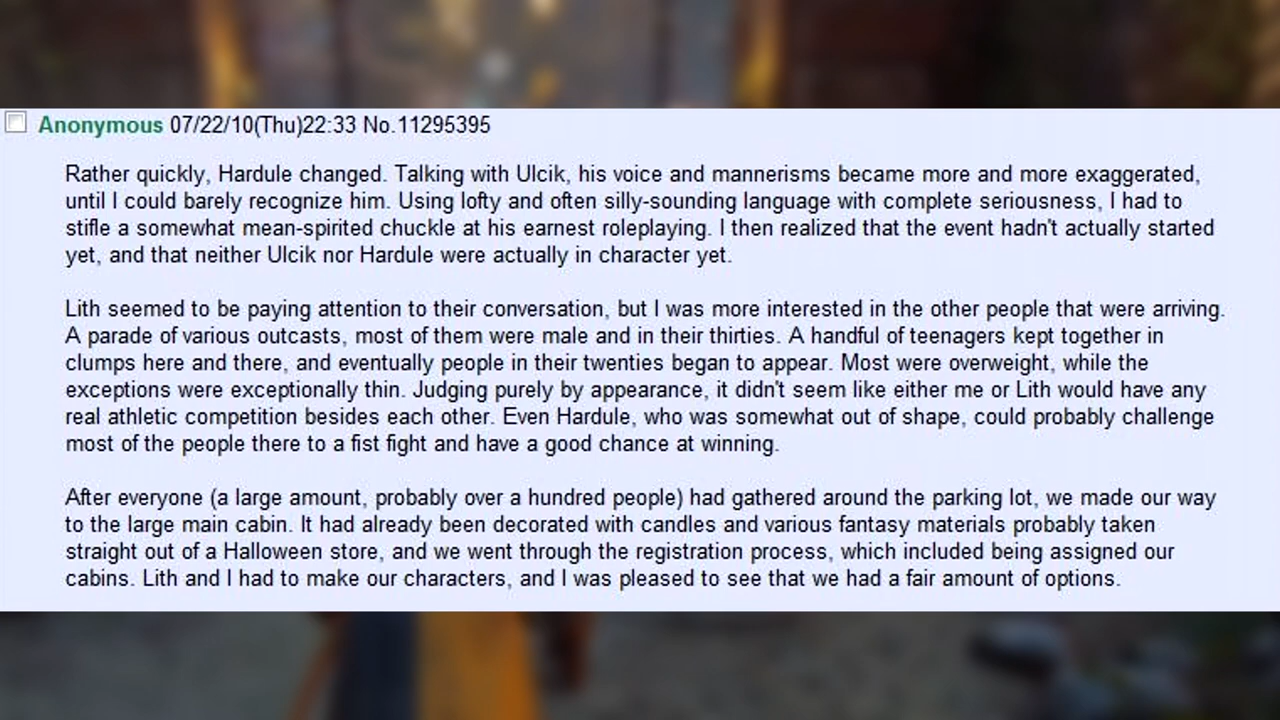 Anonymous 07/22/10(Thu)22:33 No.11295395
Rather quickly, Hardule changed. Talking with Ulcik, his voice and mannerisms became more and more exaggerated,
until I could barely recognize him. Using lofty and often silly-sounding language with complete seriousness, I had to
stifle a somewhat mean-spirited chuckle at his earnest roleplaying. I then realized that the event hadn't actually started
yet, and that neither Ulcik nor Hardule were actually in character yet.
Lith seemed to be paying attention to their conversation, but I was more interested in the other people that were arriving.
A parade of various outcasts, most of them were male and in their thirties. A handful of teenagers kept together in
clumps here and there, and eventually people in their twenties began to appear. Most were overweight, while the
exceptions were exceptionally thin. Judging purely by appearance, it didn't seem like either me or Lith would have any
real athletic competition besides each other. Even Hardule, who was somewhat out of shape, could probably challenge
most of the people there to a fist fight and have a good chance at winning.
After everyone (a large amount, probably over a hundred people) had gathered around the parking lot, we made our way
to the large main cabin. It had already been decorated with candles and various fantasy materials probably taken
straight out of a Halloween store, and we went through the registration process, which included being assigned our
cabins. Lith and I had to make our characters, and I was pleased to see that we had a fair amount of options.